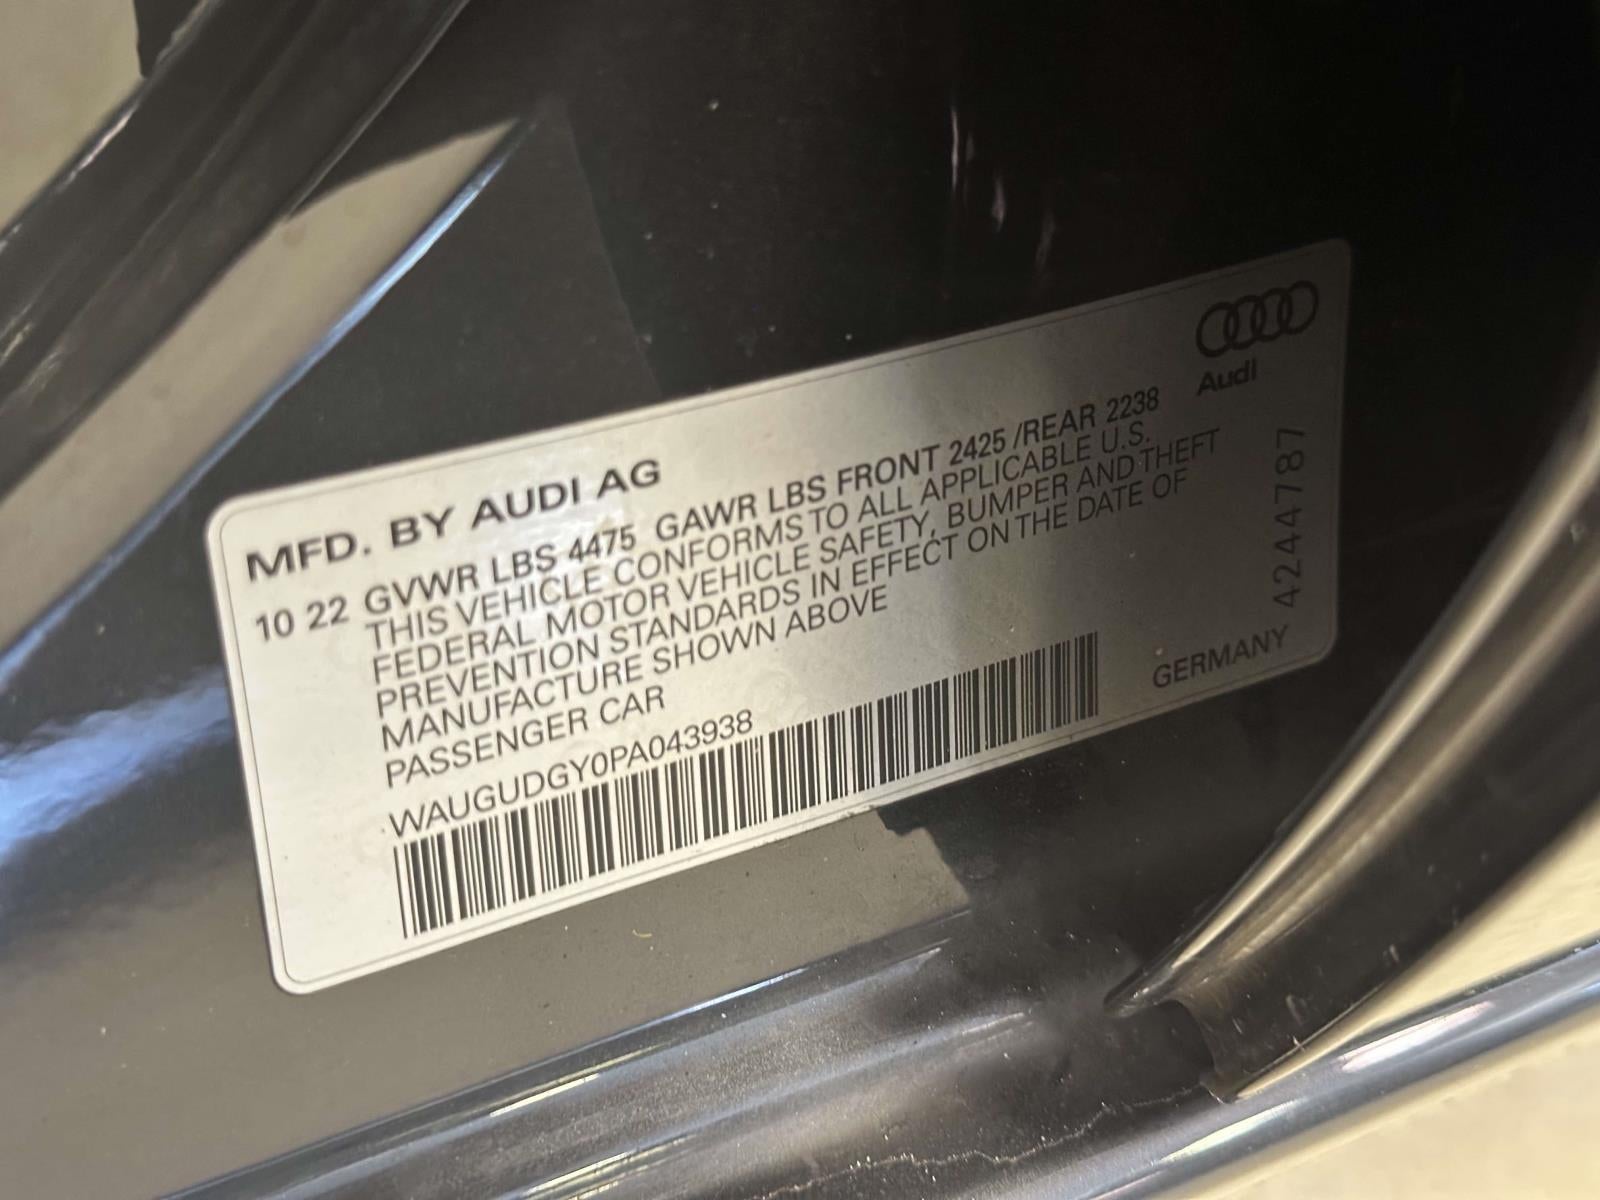 Audi
MFD. BY AUDI AG
10 22 GVWR LBS 4475 GAWR LBS FRONT 2425 /REAR 2238
THIS VEHICLE CONFORMS TO ALL APPLICABLE U.S.
FEDERAL MOTOR VEHICLE SAFETY, BUMPER AND THEFT
PREVENTION STANDARDS IN EFFECT ON THE DATE OF
MANUFACTURE SHOWN ABOVE
PASSENGER CAR
WAUGUDGY0PA043938
GERMANY
4244787